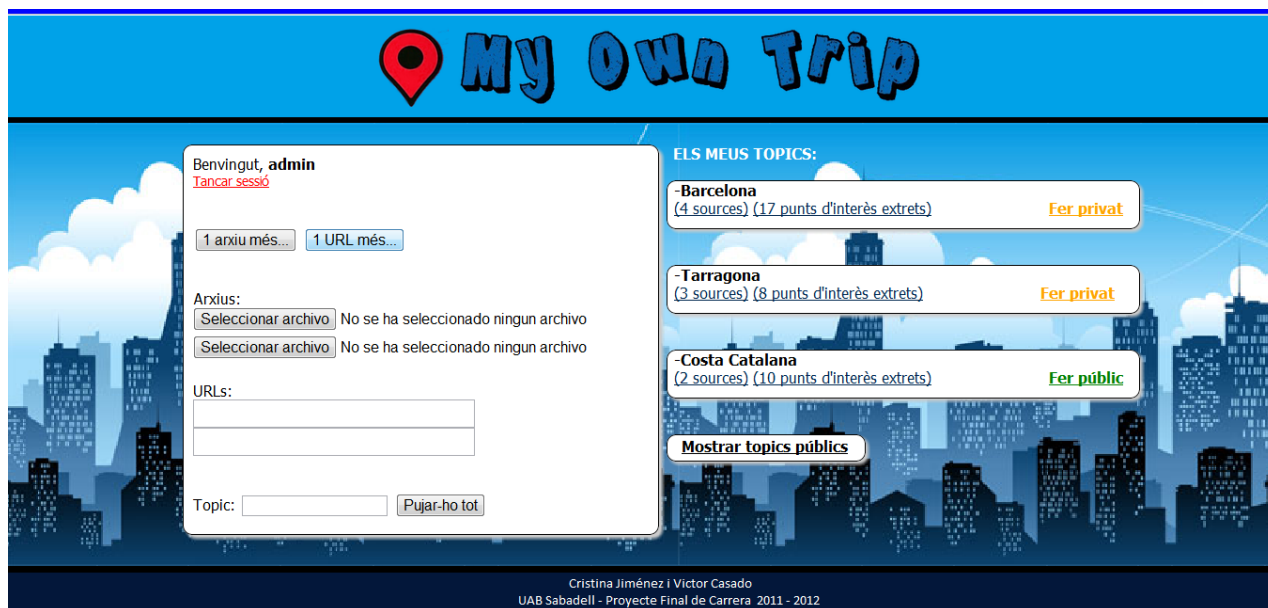 My Own Trip
Benvingut, admin
Tancar sessió
1 arxiu més... 1 URL més...
Arxius:
Seleccionar archivo No se ha seleccionado ningun archivo
Seleccionar archivo No se ha seleccionado ningun archivo
URLs:
Topic: Pujar-ho tot
ELS MEUS TOPICS:
-Barcelona
(4 sources) (17 punts d'interès extrets) Fer privat
-Tarragona
(3 sources) (8 punts d'interès extrets) Fer privat
-Costa Catalana
(2 sources) (10 punts d'interès extrets) Fer públic
Mostrar topics públics
Cristina Jiménez i Victor Casado
UAB Sabadell - Proyecte Final de Carrera 2011 - 2012